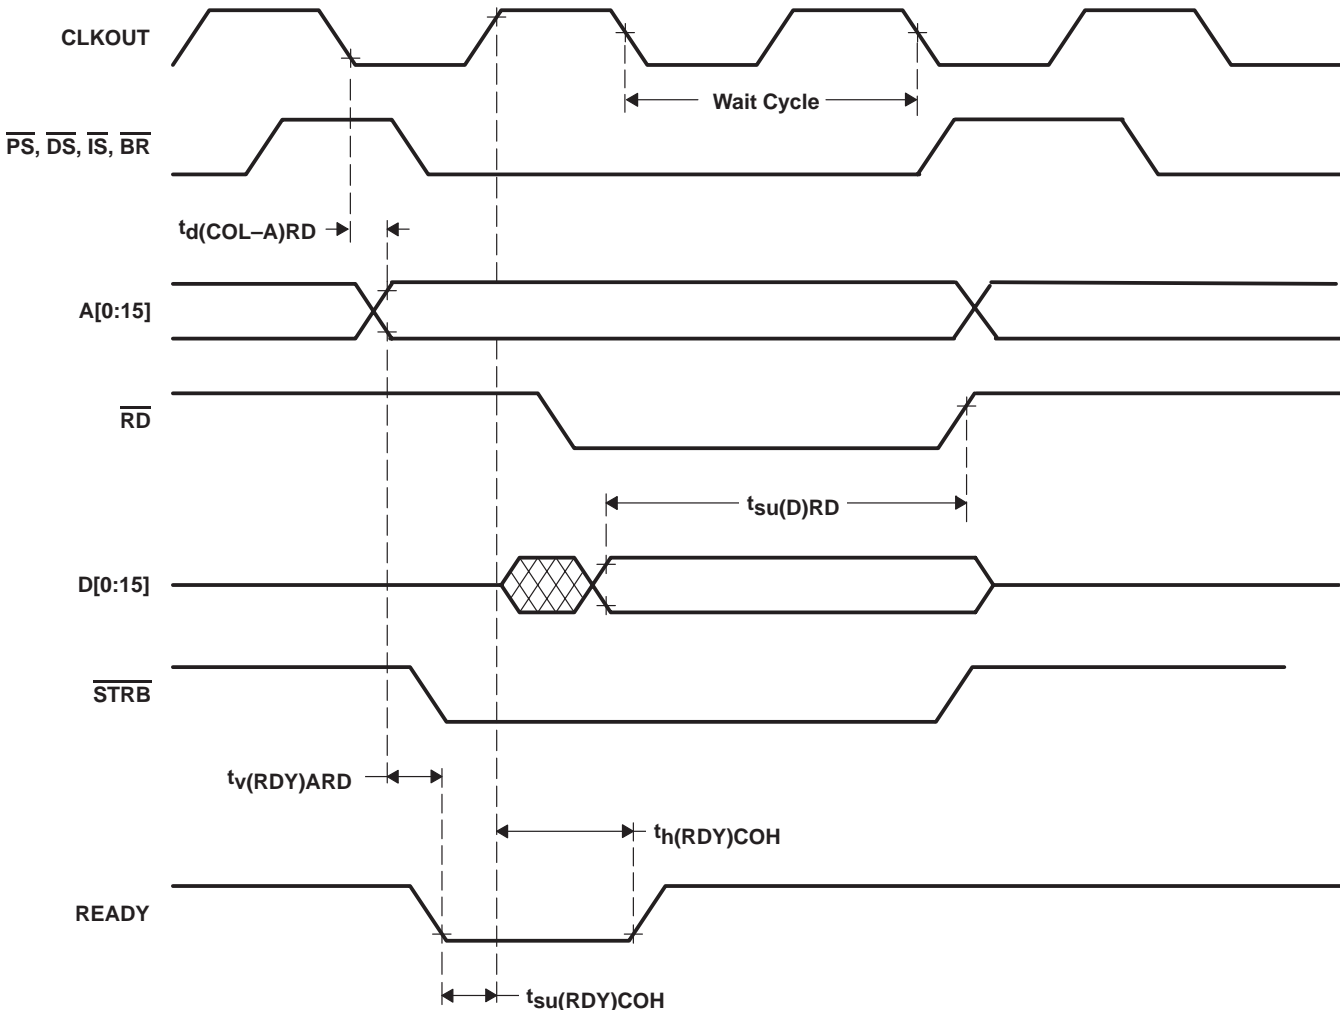 CLKOUT
Wait Cycle
PS, DS, IS, BR
td(COL–A)RD
A[0:15]
RD
tsu(D)RD
D[0:15]
STRB
tv(RDY)ARD
th(RDY)COH
READY
tsu(RDY)COH